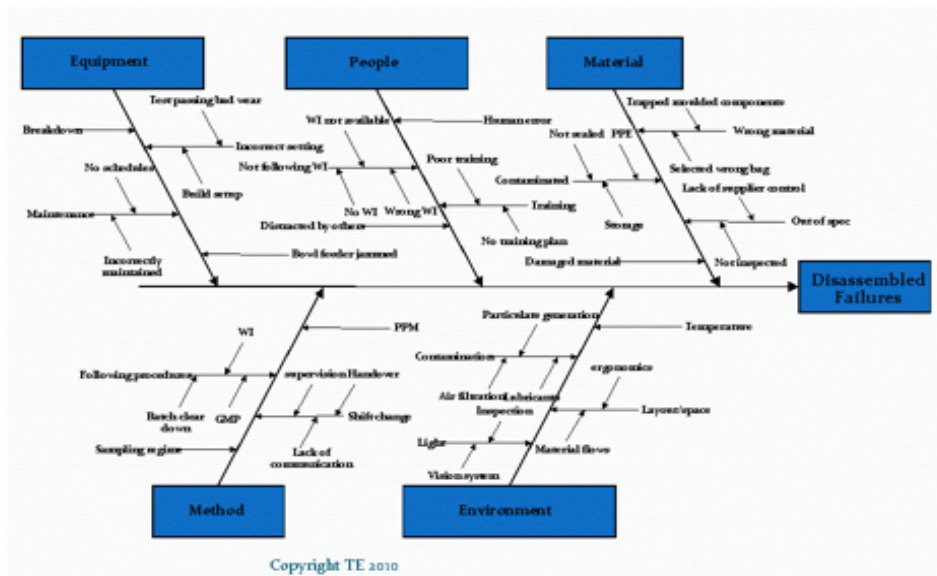 Equipment
People
Material
Test passing bad wear
Trapped moulded components
Breakdown
WI not available
Human error
Not sealed
PPE
Wrong material
Incorrect setting
No schedules
Not following WI
Poor training
Selected wrong bag
Build setup
Contaminated
Lack of supplier control
Maintenance
No WI
Wrong WI
Training
Storage
Out of spec
Distracted by others
No training plan
Incorrectly
maintained
Bowl feeder jammed
Damaged material
Not inspected
Disassembled
Failures
Particulate generation
WI
PPM
Temperature
Contamination
Following procedures
supervision
Handover
ergonomics
Air filtration
Lubricants
Batch clear
down
GMP
Shift change
Inspection
Layout/space
Sampling regime
Lack of
communication
Light
Material flows
Vision system
Method
Environment
Copyright TE 2010